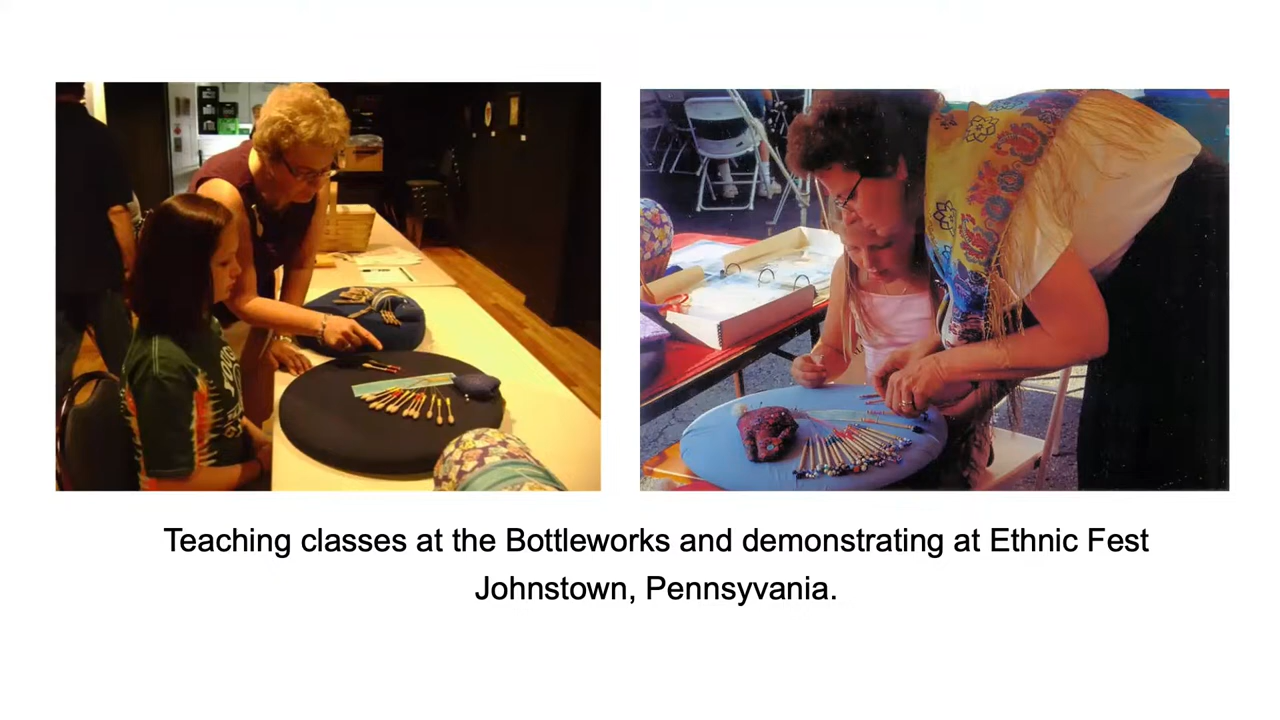 Teaching classes at the Bottleworks and demonstrating at Ethnic Fest
Johnstown, Pennsyvania.